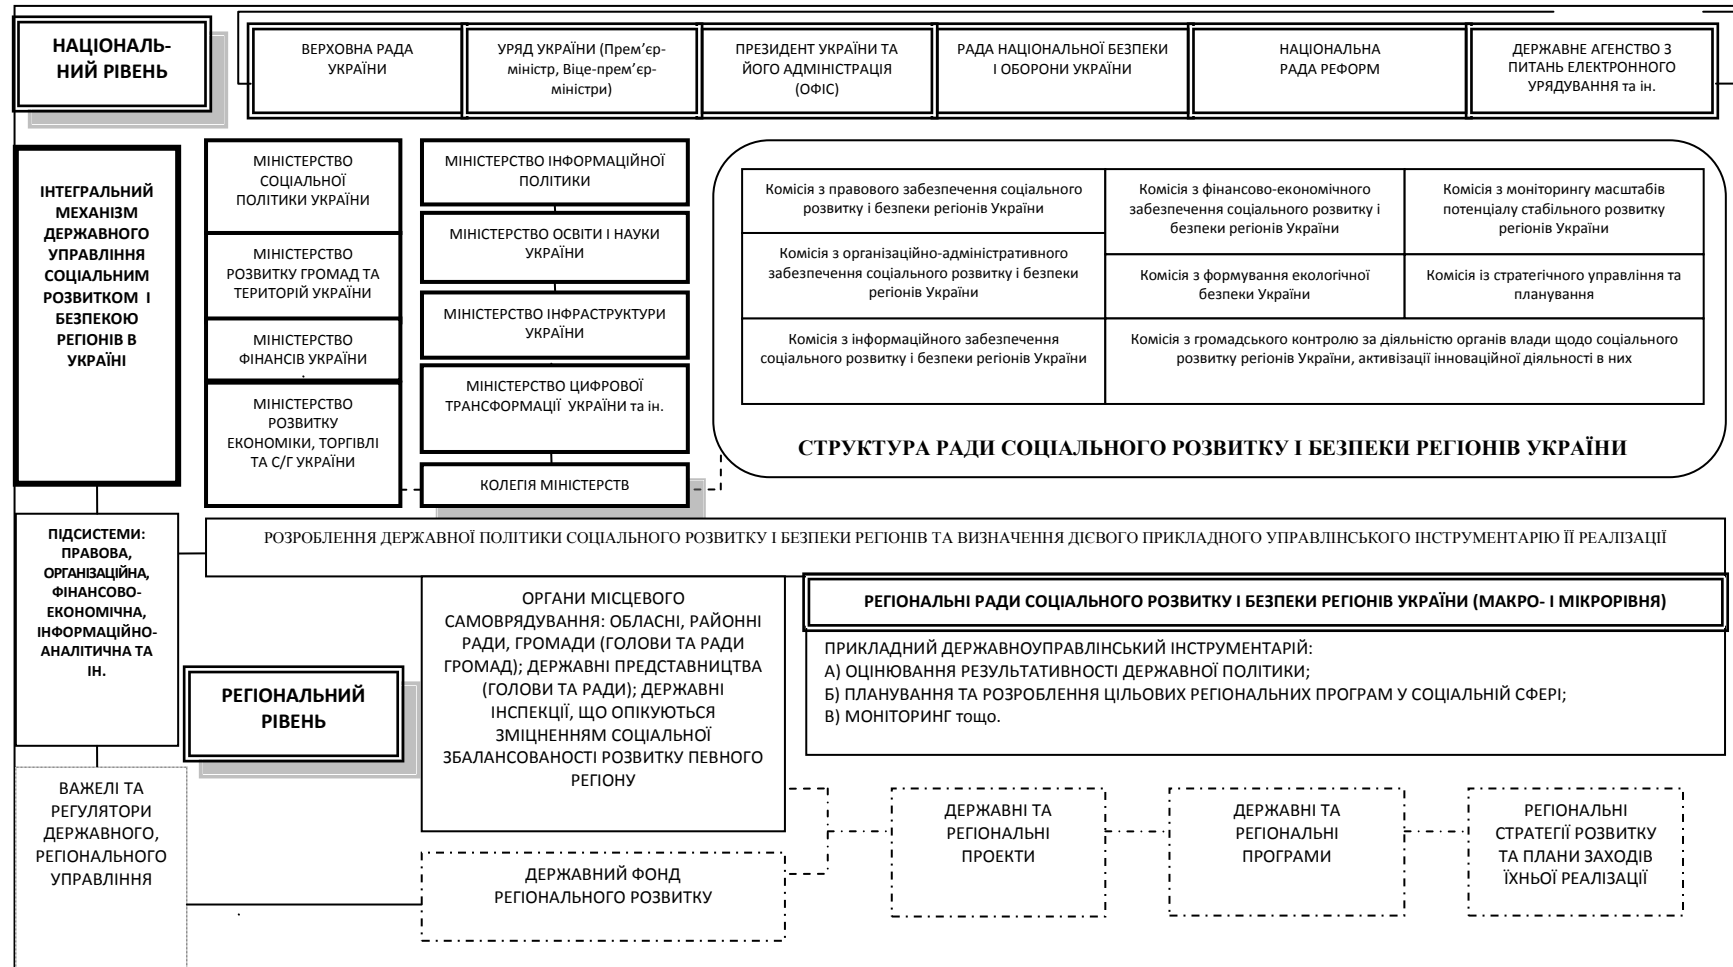 НАЦІОНАЛЬ-
НИЙ РІВЕНЬ
ВЕРХОВНА РАДА
УКРАЇНИ
УРЯД УКРАЇНИ (Прем’єр-
міністр, Віце-прем’єр-
міністри)
ПРЕЗИДЕНТ УКРАЇНИ ТА
ЙОГО АДМІНІСТРАЦІЯ
(ОФІС)
РАДА НАЦІОНАЛЬНОЇ БЕЗПЕКИ
І ОБОРОНИ УКРАЇНИ
НАЦІОНАЛЬНА
РАДА РЕФОРМ
ДЕРЖАВНЕ АГЕНСТВО З
ПИТАНЬ ЕЛЕКТРОННОГО
УРЯДУВАННЯ та ін.
ІНТЕГРАЛЬНИЙ
МЕХАНІЗМ
ДЕРЖАВНОГО
УПРАВЛІННЯ
СОЦІАЛЬНИМ
РОЗВИТКОМ І
БЕЗПЕКОЮ
РЕГІОНІВ В
УКРАЇНІ
МІНІСТЕРСТВО
СОЦІАЛЬНОЇ
ПОЛІТИКИ УКРАЇНИ
МІНІСТЕРСТВО
РОЗВИТКУ ГРОМАД ТА
ТЕРИТОРІЙ УКРАЇНИ
МІНІСТЕРСТВО
ФІНАНСІВ УКРАЇНИ
.
МІНІСТЕРСТВО
РОЗВИТКУ
ЕКОНОМІКИ, ТОРГІВЛІ
ТА С/Г УКРАЇНИ
МІНІСТЕРСТВО ІНФОРМАЦІЙНОЇ
ПОЛІТИКИ
МІНІСТЕРСТВО ОСВІТИ І НАУКИ
УКРАЇНИ
МІНІСТЕРСТВО ІНФРАСТРУКТУРИ
УКРАЇНИ
МІНІСТЕРСТВО ЦИФРОВОЇ
ТРАНСФОРМАЦІЇ УКРАЇНИ та ін.
КОЛЕГІЯ МІНІСТЕРСТВ
Комісія з правового забезпечення соціального
розвитку і безпеки регіонів України
Комісія з організаційно-адміністративного
забезпечення соціального розвитку і безпеки
регіонів України
Комісія з інформаційного забезпечення
соціального розвитку і безпеки регіонів України
Комісія з фінансово-економічного
забезпечення соціального розвитку і
безпеки регіонів України
Комісія з формування екологічної
безпеки України
Комісія з моніторингу масштабів
потенціалу стабільного розвитку
регіонів України
Комісія із стратегічного управління та
планування
Комісія з громадського контролю за діяльністю органів влади щодо соціального
розвитку регіонів України, активізації інноваційної діяльності в них
СТРУКТУРА РАДИ СОЦІАЛЬНОГО РОЗВИТКУ І БЕЗПЕКИ РЕГІОНІВ УКРАЇНИ
ПІДСИСТЕМИ:
ПРАВОВА,
ОРГАНІЗАЦІЙНА,
ФІНАНСОВО-
ЕКОНОМІЧНА,
ІНФОРМАЦІЙНО-
АНАЛІТИЧНА ТА
ІН.
РОЗРОБЛЕННЯ ДЕРЖАВНОЇ ПОЛІТИКИ СОЦІАЛЬНОГО РОЗВИТКУ І БЕЗПЕКИ РЕГІОНІВ ТА ВИЗНАЧЕННЯ ДІЄВОГО ПРИКЛАДНОГО УПРАВЛІНСЬКОГО ІНСТРУМЕНТАРІЮ ЇЇ РЕАЛІЗАЦІЇ
РЕГІОНАЛЬНИЙ
РІВЕНЬ
ОРГАНИ МІСЦЕВОГО
САМОВРЯДУВАННЯ: ОБЛАСНІ, РАЙОННІ
РАДИ, ГРОМАДИ (ГОЛОВИ ТА РАДИ
ГРОМАД); ДЕРЖАВНІ ПРЕДСТАВНИЦТВА
(ГОЛОВИ ТА РАДИ); ДЕРЖАВНІ
ІНСПЕКЦІЇ, ЩО ОПІКУЮТЬСЯ
ЗМІЦНЕННЯМ СОЦІАЛЬНОЇ
ЗБАЛАНСОВАНОСТІ РОЗВИТКУ ПЕВНОГО
РЕГІОНУ
РЕГІОНАЛЬНІ РАДИ СОЦІАЛЬНОГО РОЗВИТКУ І БЕЗПЕКИ РЕГІОНІВ УКРАЇНИ (МАКРО- І МІКРОРІВНЯ)
ПРИКЛАДНИЙ ДЕРЖАВНОУПРАВЛІНСЬКИЙ ІНСТРУМЕНТАРІЙ:
А) ОЦІНЮВАННЯ РЕЗУЛЬТАТИВНОСТІ ДЕРЖАВНОЇ ПОЛІТИКИ;
Б) ПЛАНУВАННЯ ТА РОЗРОБЛЕННЯ ЦІЛЬОВИХ РЕГІОНАЛЬНИХ ПРОГРАМ У СОЦІАЛЬНІЙ СФЕРІ;
В) МОНІТОРИНГ тощо.
ВАЖЕЛІ ТА
РЕГУЛЯТОРИ
ДЕРЖАВНОГО,
РЕГІОНАЛЬНОГО
УПРАВЛІННЯ
ДЕРЖАВНИЙ ФОНД
РЕГІОНАЛЬНОГО РОЗВИТКУ
.
ДЕРЖАВНІ ТА
РЕГІОНАЛЬНІ
ПРОЕКТИ
ДЕРЖАВНІ ТА
РЕГІОНАЛЬНІ
ПРОГРАМИ
РЕГІОНАЛЬНІ
СТРАТЕГІЇ РОЗВИТКУ
ТА ПЛАНИ ЗАХОДІВ
ЇХНЬОЇ РЕАЛІЗАЦІЇ